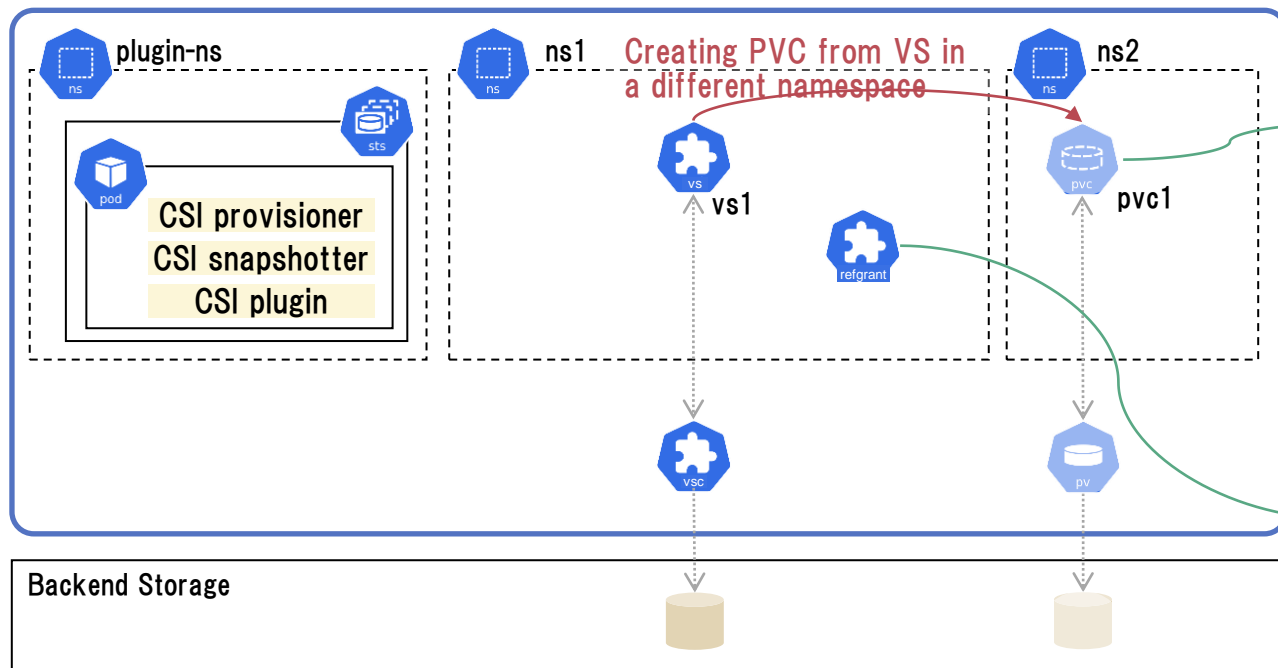 plugin-ns
ns
sts
pod
CSI provisioner
CSI snapshotter
CSI plugin
ns1
ns
Creating PVC from VS in
a different namespace
vs
vs1
refgrant
vsc
ns2
ns
pvc
pvc1
pv
Backend Storage